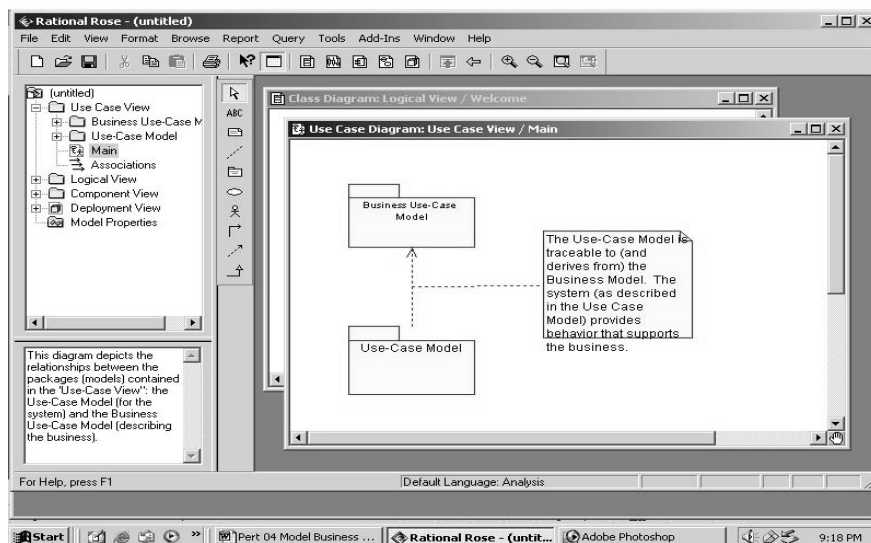 Rational Rose - (untitled)
File Edit View Format Browse Report Query Tools Add-Ins Window Help
(untitled)
Use Case View
Business Use-Case M
Use-Case Model
Main
Associations
Logical View
Component View
Deployment View
Model Properties
ABC
Class Diagram: Logical View / Welcome
Use Case Diagram: Use Case View / Main
Business Use-Case
Model
The Use-Case Model is
traceable to (and
derives from) the
Business Model. The
system (as described
in the Use Case
Model) provides
behavior that supports
the business.
Use-Case Model
This diagram depicts the
relationships between the
packages (models) contained
in the 'Use-Case View": the
Use-Case Model (for the
system) and the Business
Use-Case Model (describing
the business).
For Help, press F1
Default Language: Analysis
Start
Pert 04 Model Business ...
Rational Rose - (untit...
Adobe Photoshop
9:18 PM